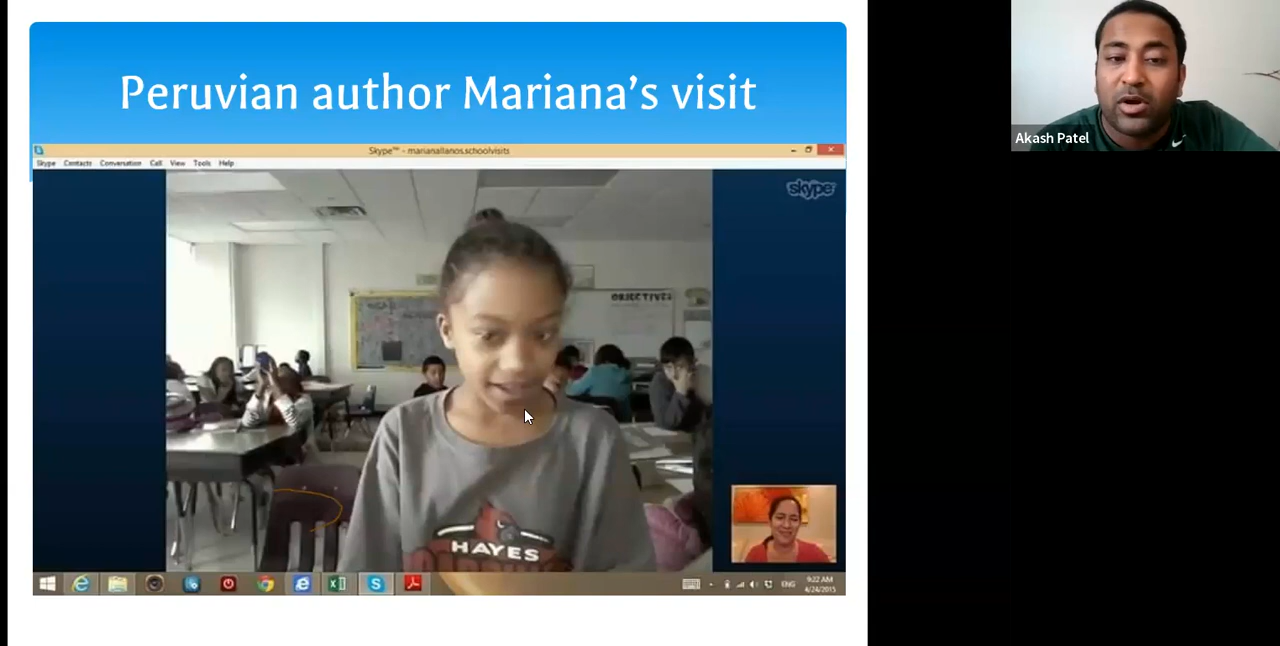 Peruvian author Mariana’s visit
Akash Patel
Skype™ - marianallanos.schoolvisits
Skype Contacts Conversation Call View Tools Help
skype
OBJECTIVES
HAYES
ENG
9:22 AM
4/24/2015